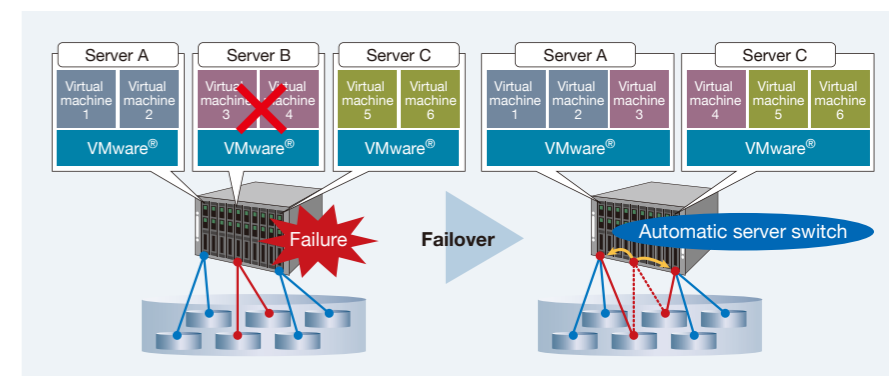 Server A
Server B
Server C
Virtual
machine
1
Virtual
machine
2
Virtual
machine
3
Virtual
machine
4
Virtual
machine
5
Virtual
machine
6
VMware®
VMware®
VMware®
Failure
Failover
Server A
Server C
Virtual
machine
1
Virtual
machine
2
Virtual
machine
3
Virtual
machine
4
Virtual
machine
5
Virtual
machine
6
VMware®
VMware®
Automatic server switch